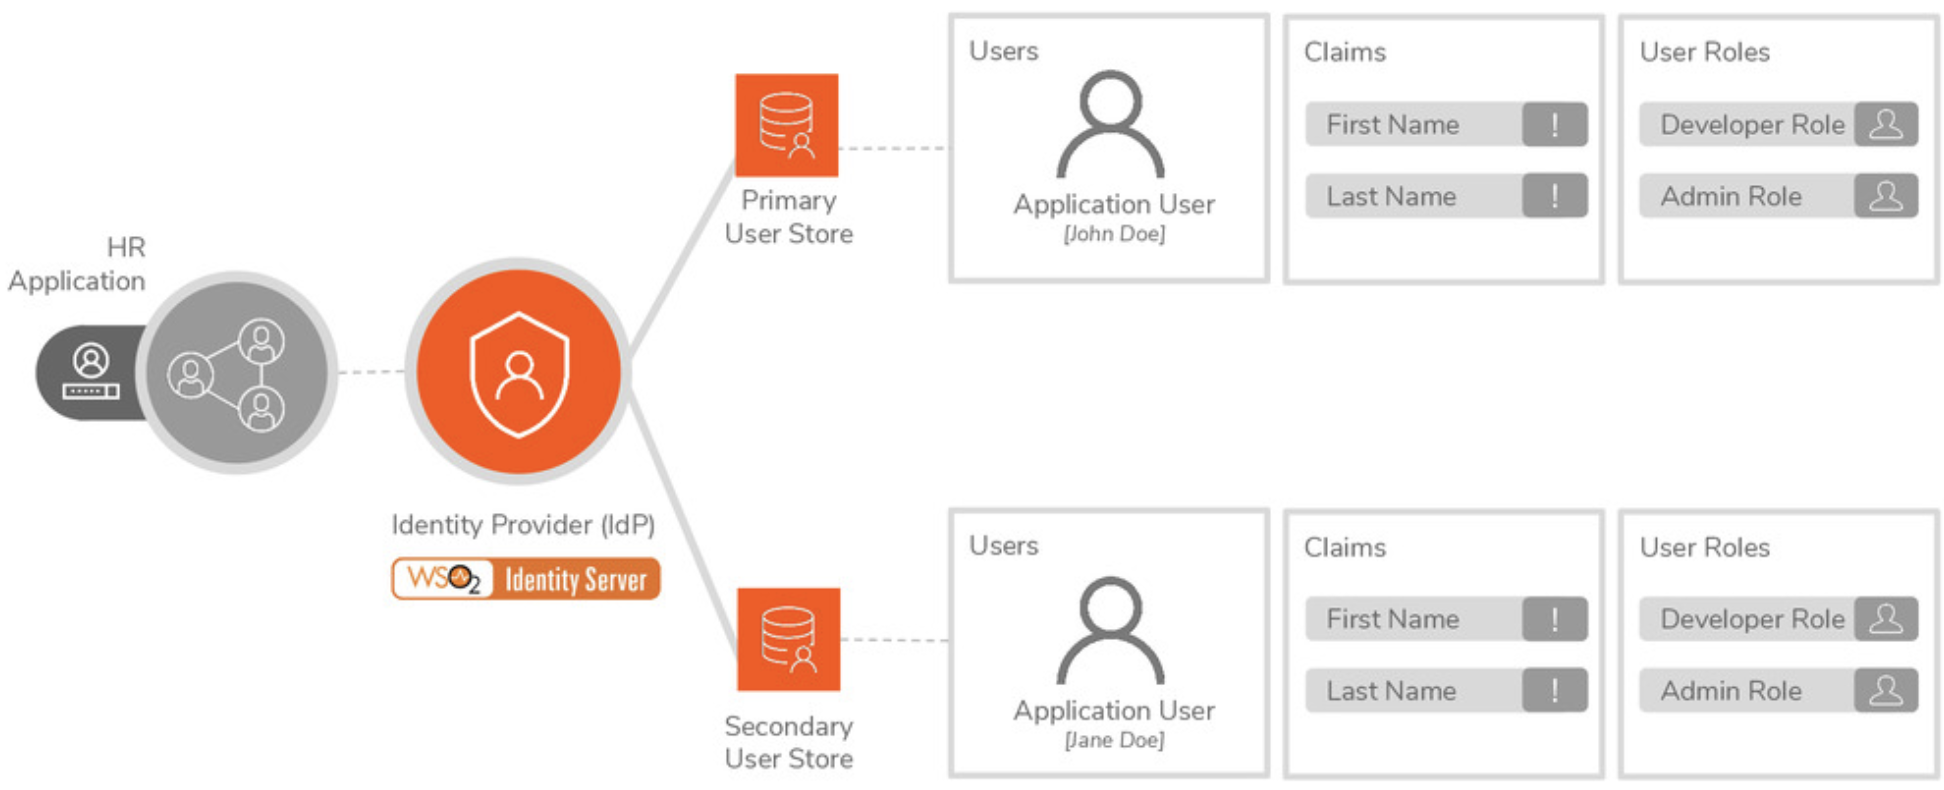 HR
Application
Identity Provider (IdP)
WSO2 Identity Server
Primary
User Store
Users
Application User
[John Doe]
Claims
First Name !
Last Name !
User Roles
Developer Role
Admin Role
Secondary
User Store
Users
Application User
[Jane Doe]
Claims
First Name !
Last Name !
User Roles
Developer Role
Admin Role